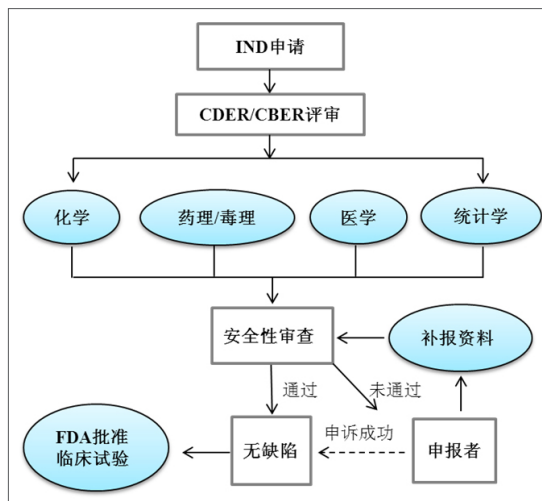 IND申请
CDER/CBER评审
化学
药理/毒理
医学
统计学
安全性审查
补报资料
通过
未通过
FDA批准
临床试验
无缺陷
申诉成功
申报者